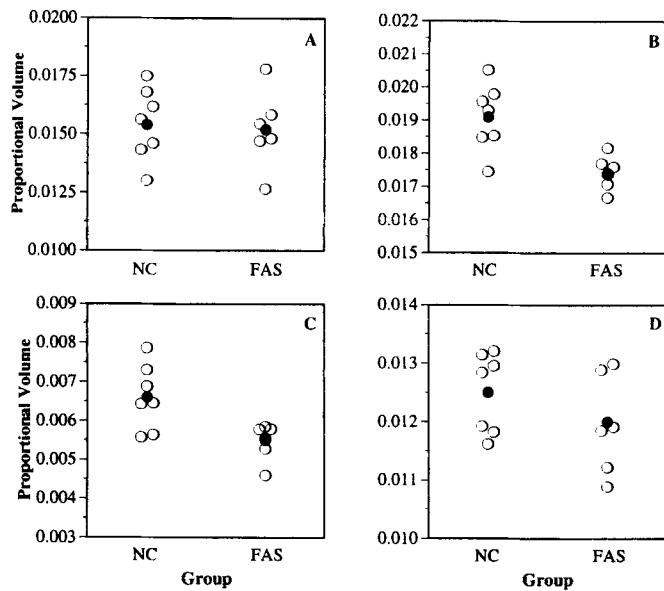 A
Proportional Volume
0.0200
0.0175
0.0150
0.0125
0.0100
NC FAS
B
0.022
0.021
0.020
0.019
0.018
0.017
0.016
0.015
NC FAS
C
Proportional Volume
0.009
0.008
0.007
0.006
0.005
0.004
0.003
NC FAS
Group
D
0.014
0.013
0.012
0.011
0.010
NC FAS
Group